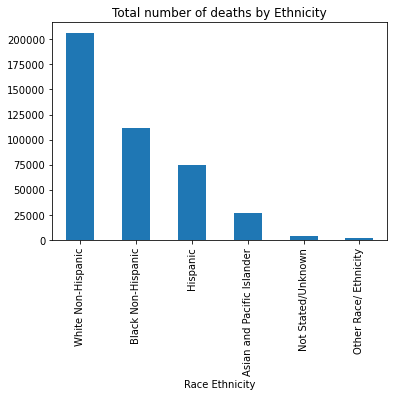 Total number of deaths by Ethnicity
200000
175000
150000
125000
100000
75000
50000
25000
0
White Non-Hispanic
Black Non-Hispanic
Hispanic
Asian and Pacific Islander
Not Stated/Unknown
Other Race/ Ethnicity
Race Ethnicity